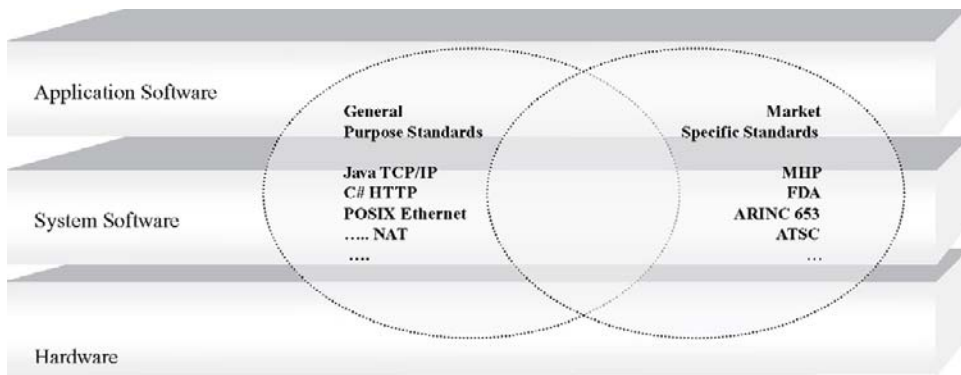 Application Software
General
Purpose Standards
Java TCP/IP
C# HTTP
POSIX Ethernet
..... NAT
....
Market
Specific Standards
MHP
FDA
ARINC 653
ATSC
...
System Software
Hardware